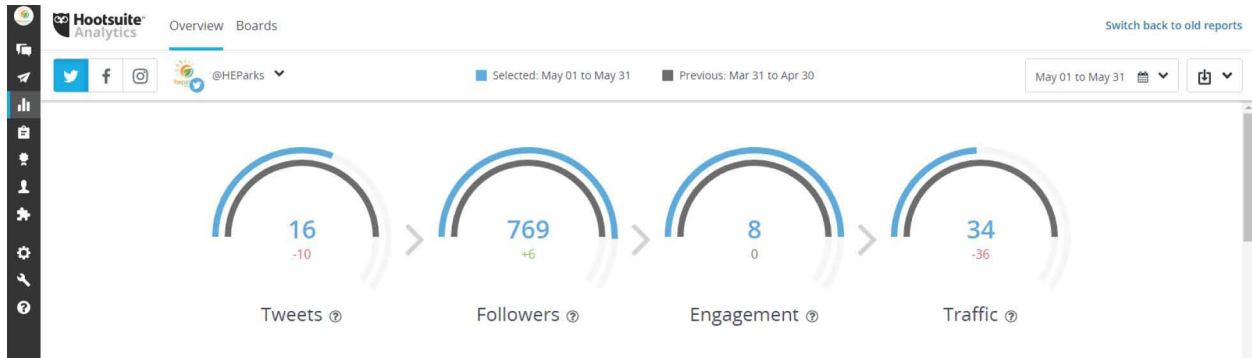 Hootsuite™
Analytics
Overview Boards
Switch back to old reports
@HEParks
Selected: May 01 to May 31
Previous: Mar 31 to Apr 30
May 01 to May 31
16
-10
Tweets ?
769
+6
Followers ?
8
0
Engagement ?
34
-36
Traffic ?